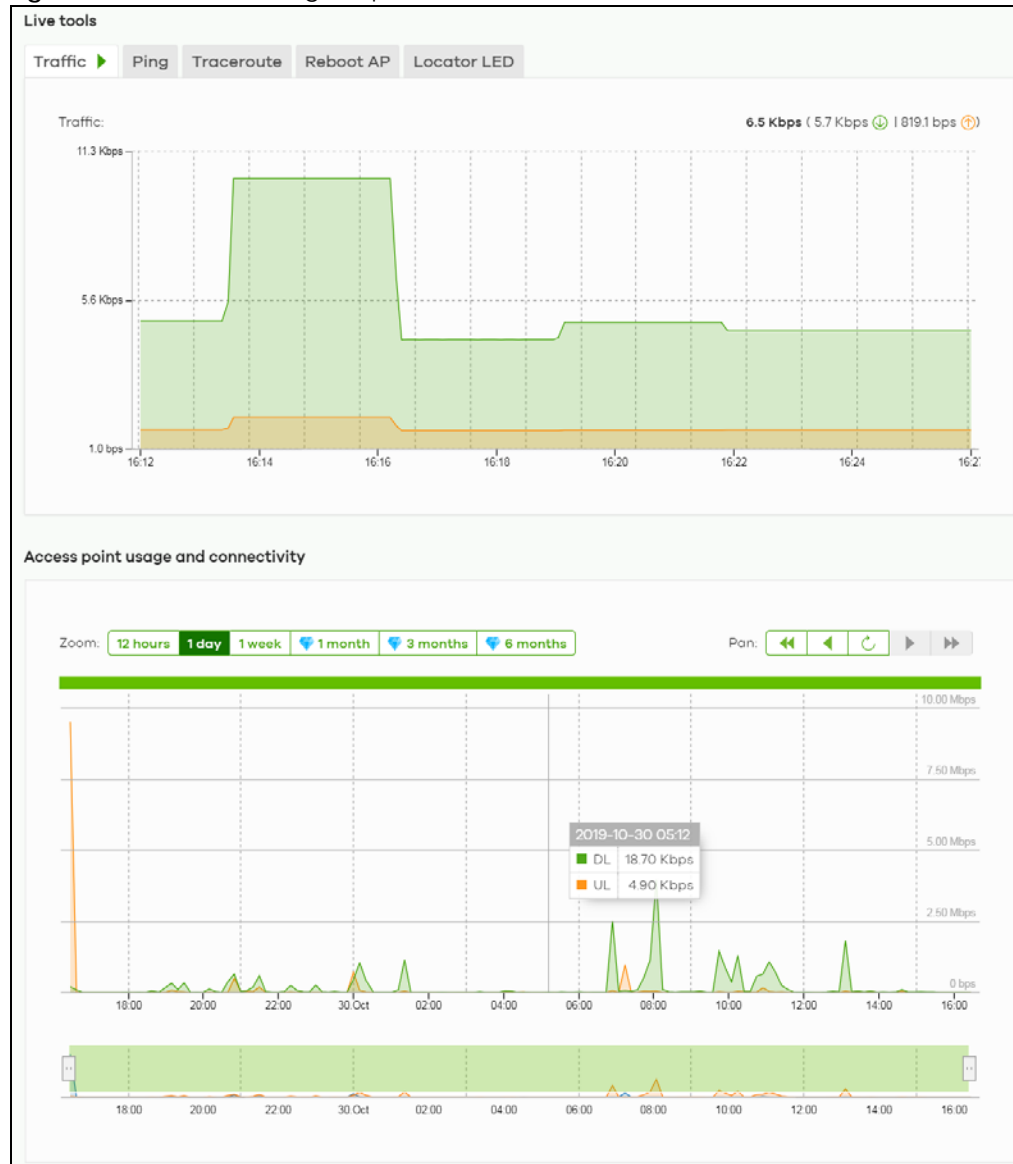 Live tools
Traffic Ping Traceroute Reboot AP Locator LED
Traffic: 6.5 Kbps ( 5.7 Kbps | 819.1 bps )
11.3 Kbps
5.6 Kbps
1.0 bps
16:12 16:14 16:16 16:18 16:20 16:22 16:24
Access point usage and connectivity
Zoom: 12 hours 1 day 1 week 1 month 3 months 6 months Pan:
10.00 Mbps
7.50 Mbps
2019-10-30 05:12
5.00 Mbps
DL 18.70 Kbps
UL 4.90 Kbps
2.50 Mbps
0 bps
18:00 20:00 22:00 30.Oct 02:00 04:00 06:00 08:00 10:00 12:00 14:00 16:00
18:00 20:00 22:00 30.Oct 02:00 04:00 06:00 08:00 10:00 12:00 14:00 16:00